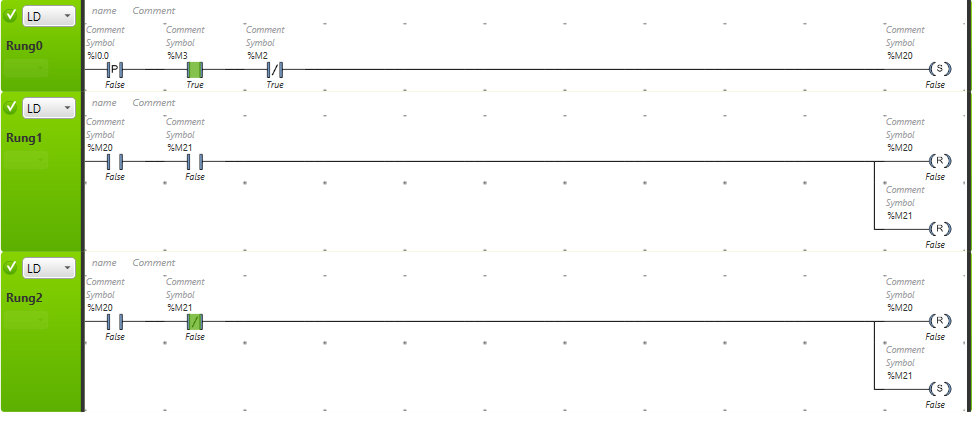 name Comment
LD
Comment Comment Comment Comment
Symbol Symbol Symbol Symbol
Rung0
%I0.0 %M3 %M2 %M20
P / S
False True True False
name Comment
LD
Comment Comment Comment
Symbol Symbol Symbol
Rung1
%M20 %M21 %M20
R
False False False
Comment
Symbol
%M21
R
False
name Comment
LD
Comment Comment Comment
Symbol Symbol Symbol
Rung2
%M20 %M21 %M20
/ R
False False False
Comment
Symbol
%M21
S
False